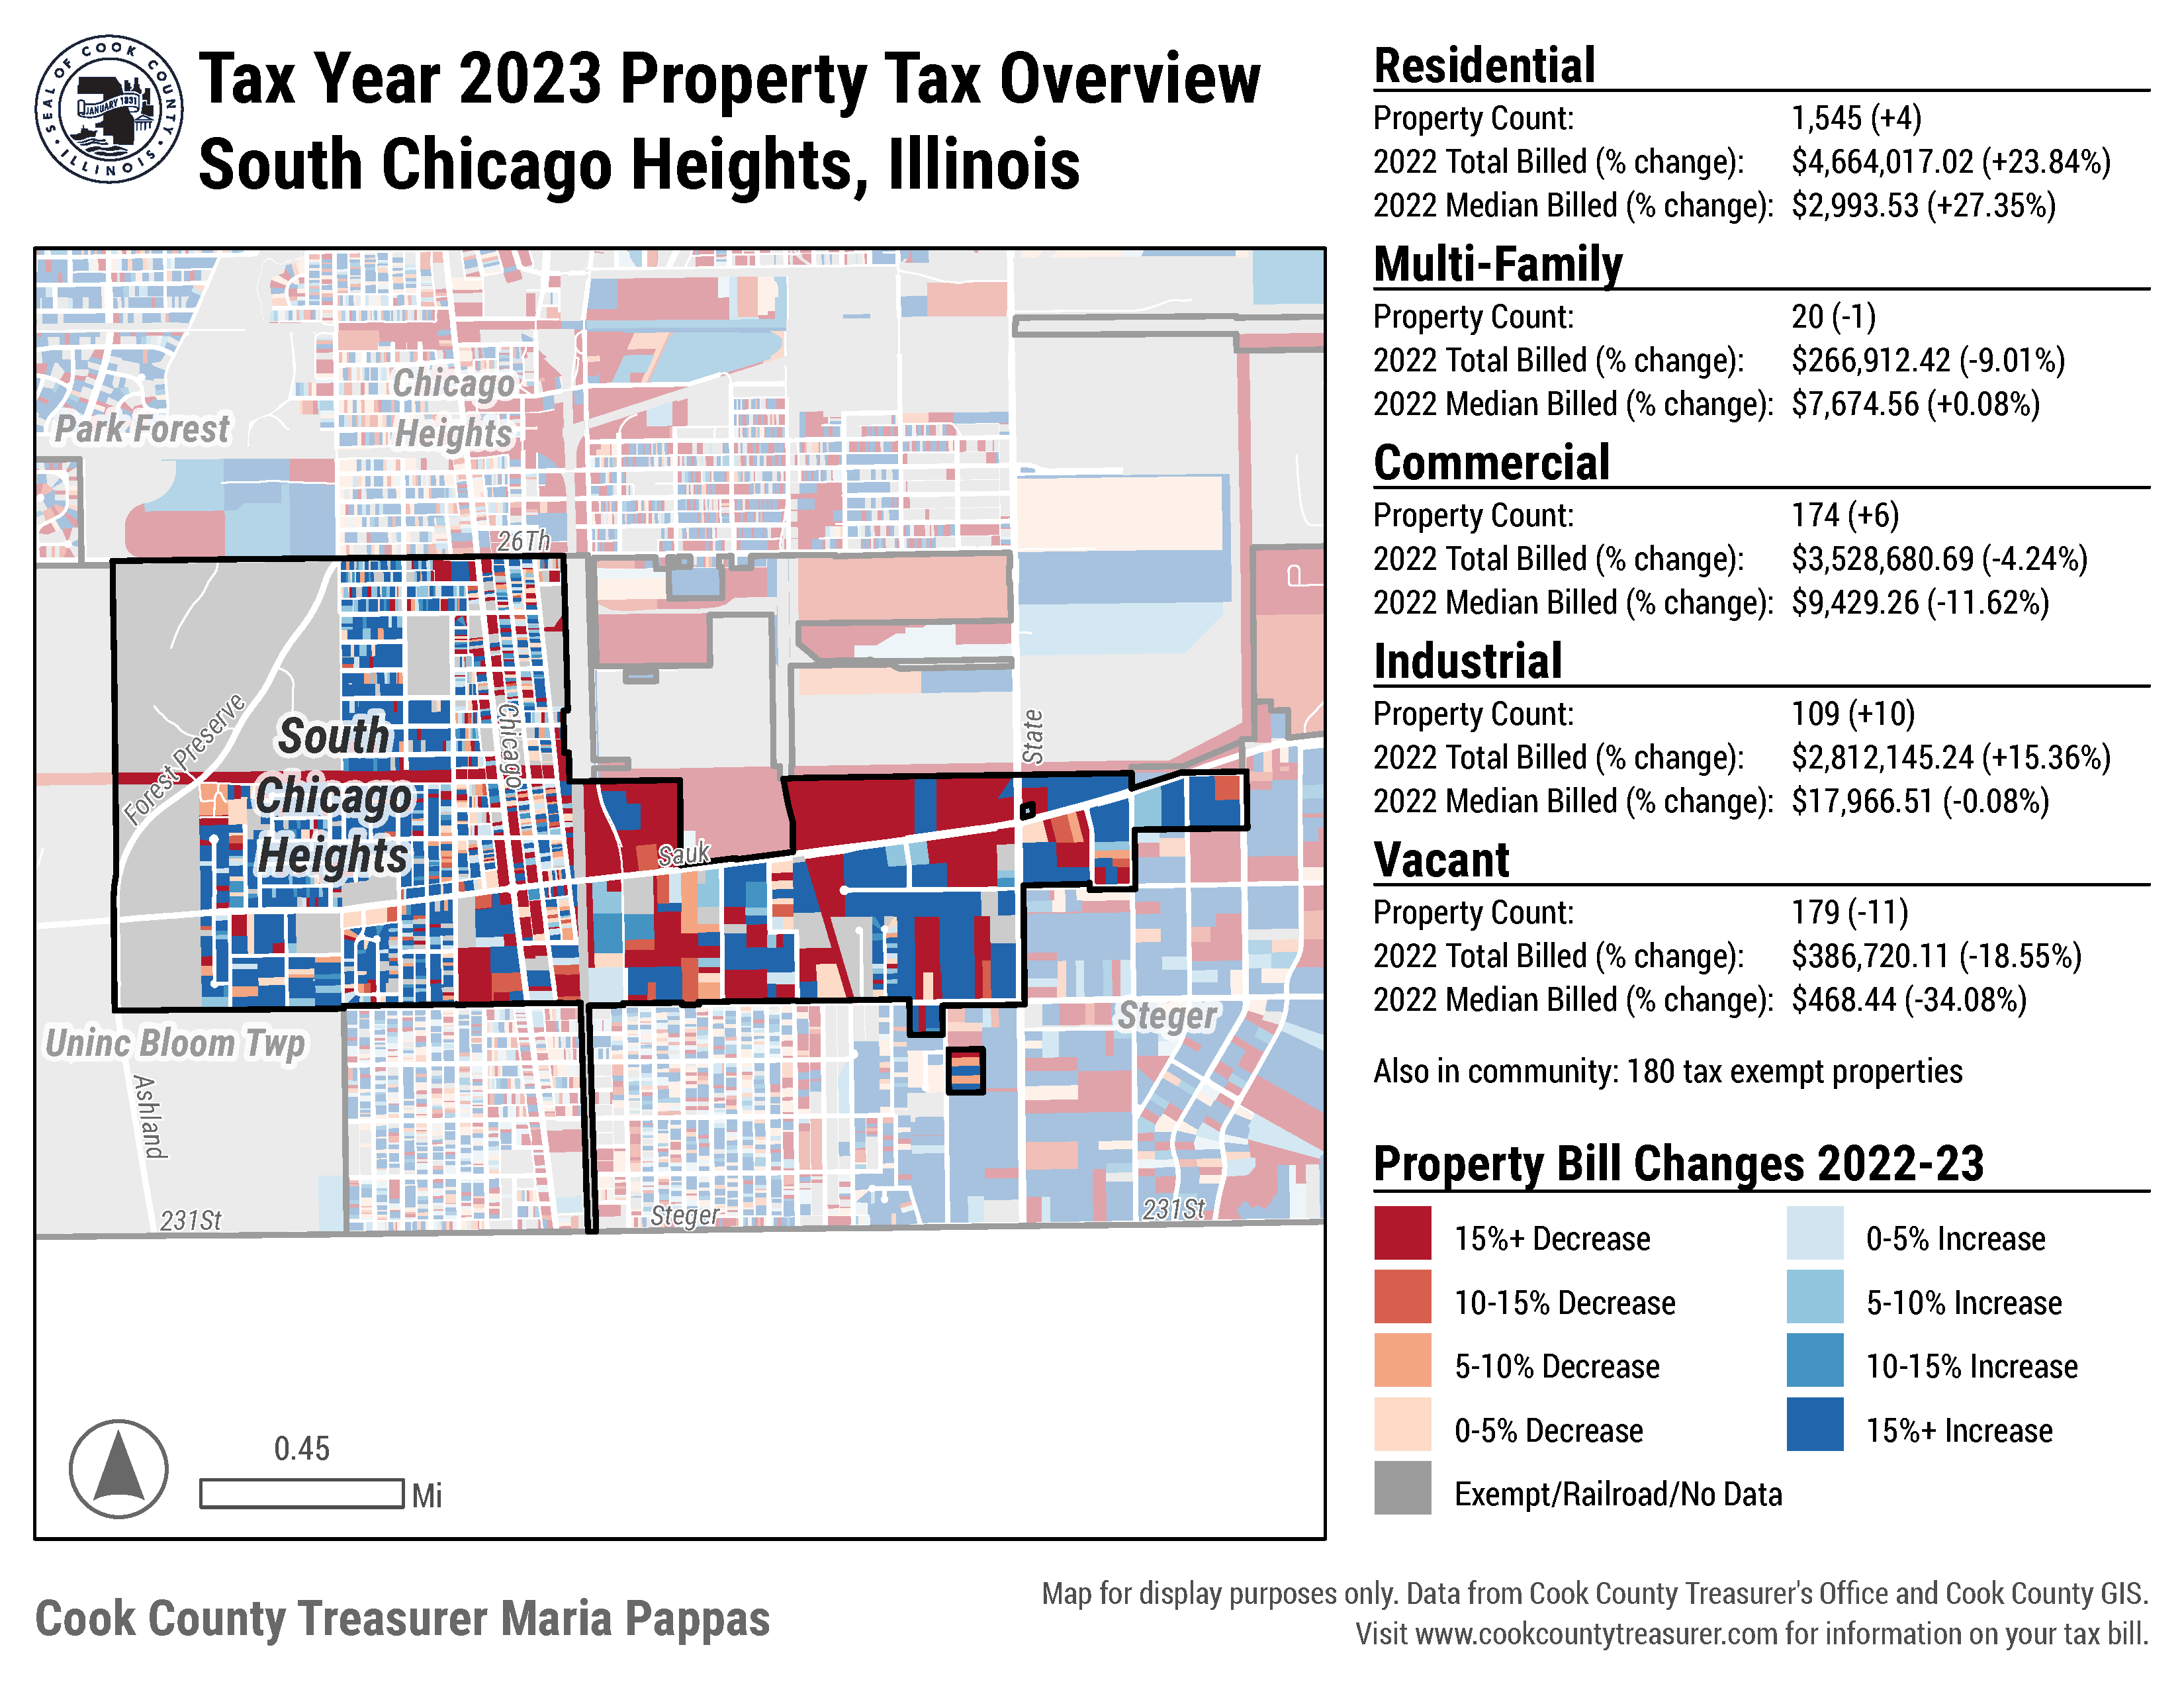 SEAL OF COOK COUNTY
ILLINOIS
JANUARY 1831
Tax Year 2023 Property Tax Overview
South Chicago Heights, Illinois
Residential
Property Count: 1,545 (+4)
2022 Total Billed (% change): $4,664,017.02 (+23.84%)
2022 Median Billed (% change): $2,993.53 (+27.35%)
Multi-Family
Property Count: 20 (-1)
2022 Total Billed (% change): $266,912.42 (-9.01%)
2022 Median Billed (% change): $7,674.56 (+0.08%)
Commercial
Property Count: 174 (+6)
2022 Total Billed (% change): $3,528,680.69 (-4.24%)
2022 Median Billed (% change): $9,429.26 (-11.62%)
Industrial
Property Count: 109 (+10)
2022 Total Billed (% change): $2,812,145.24 (+15.36%)
2022 Median Billed (% change): $17,966.51 (-0.08%)
Vacant
Property Count: 179 (-11)
2022 Total Billed (% change): $386,720.11 (-18.55%)
2022 Median Billed (% change): $468.44 (-34.08%)
Also in community: 180 tax exempt properties
Property Bill Changes 2022-23
15%+ Decrease
10-15% Decrease
5-10% Decrease
0-5% Decrease
Exempt/Railroad/No Data
0-5% Increase
5-10% Increase
10-15% Increase
15%+ Increase
Chicago
Heights
Park Forest
26Th
Forest Preserve
South
Chicago
Heights
Chicago
State
Sauk
Steger
Uninc Bloom Twp
Ashland
231St
Steger
231St
0.45
Mi
Cook County Treasurer Maria Pappas
Map for display purposes only. Data from Cook County Treasurer's Office and Cook County GIS.
Visit www.cookcountytreasurer.com for information on your tax bill.